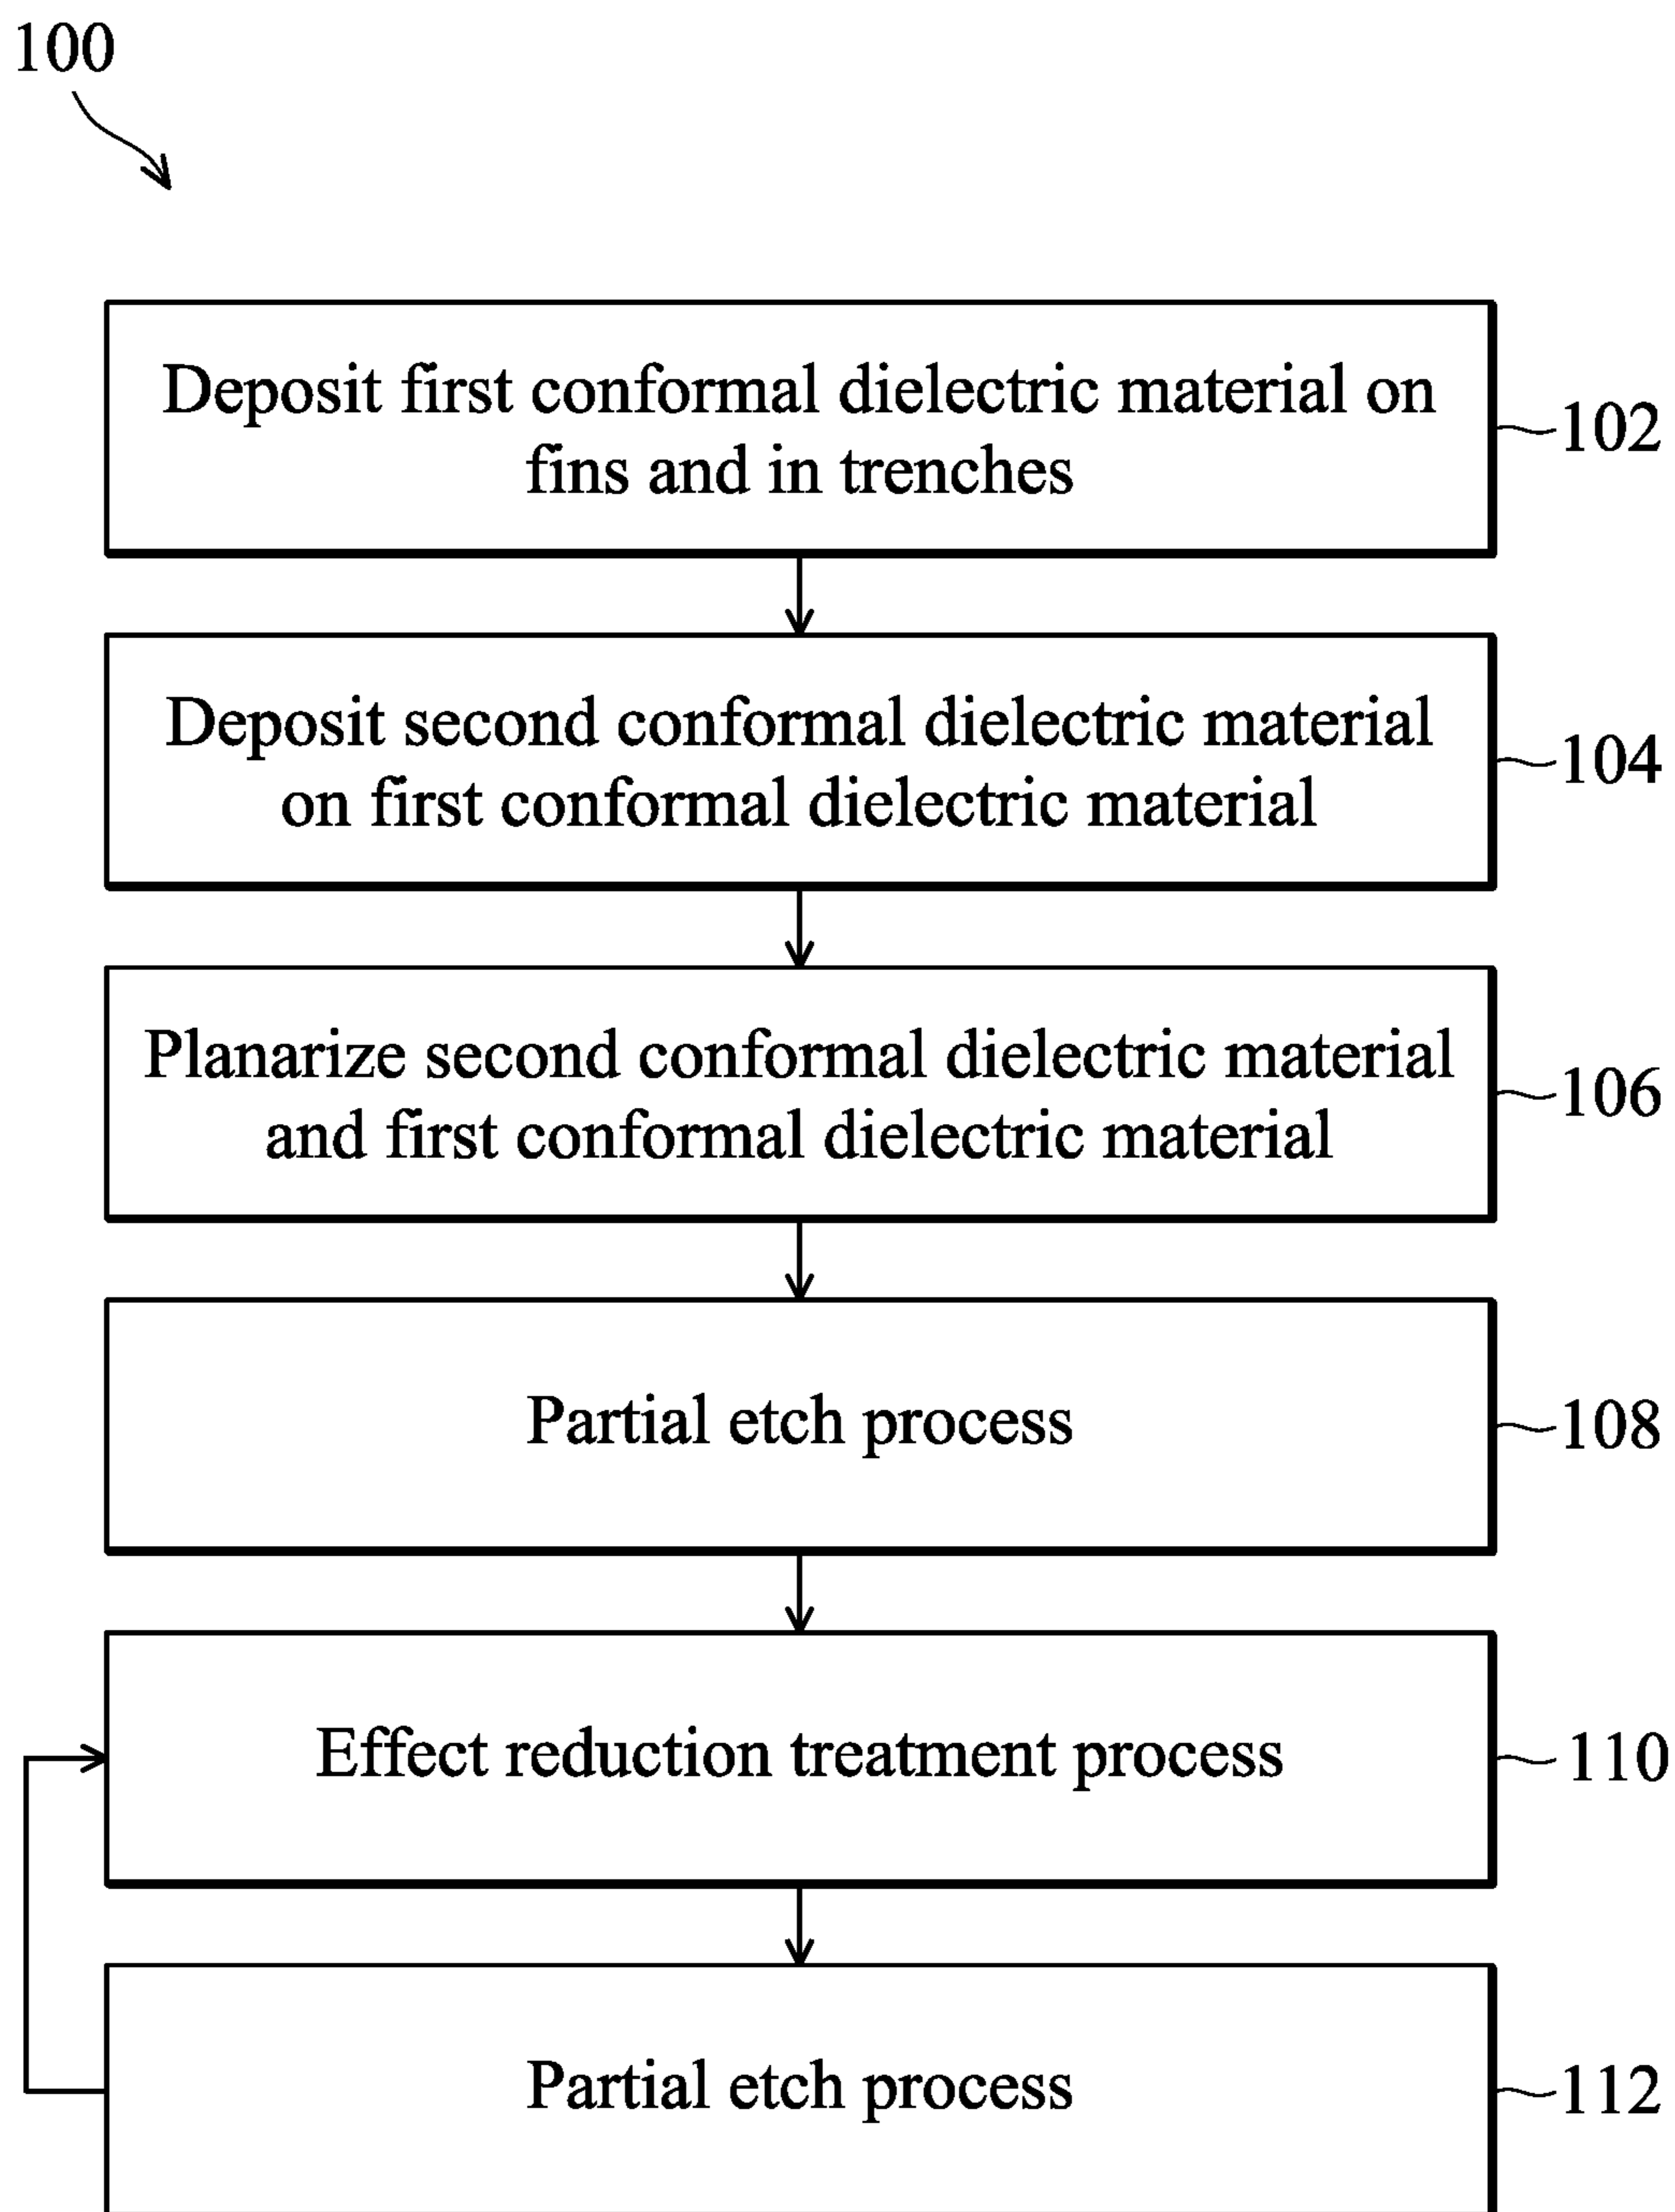 100
Deposit first conformal dielectric material on
fins and in trenches
102
Deposit second conformal dielectric material
on first conformal dielectric material
104
Planarize second conformal dielectric material
and first conformal dielectric material
106
Partial etch process
108
Effect reduction treatment process
110
Partial etch process
112